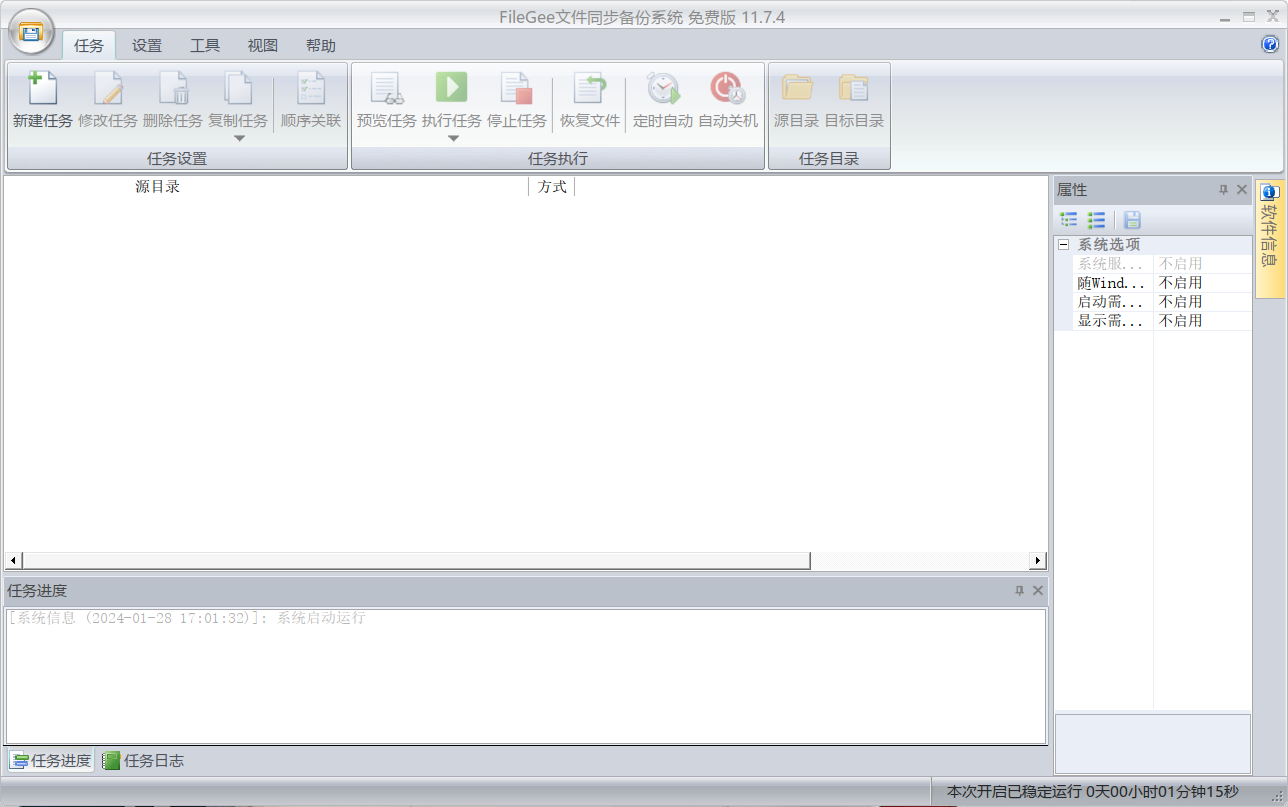 FileGee文件同步备份系统 免费版 11.7.4
任务 设置 工具 视图 帮助
新建任务 修改任务 删除任务 复制任务 顺序关联 预览任务 执行任务 停止任务 恢复文件 定时自动 自动关机 源目录 目标目录
任务设置 任务执行 任务目录
源目录 方式
属性
软件信息
系统选项
系统服... 不启用
随Wind... 不启用
启动需... 不启用
显示需... 不启用
任务进度
[系统信息 (2024-01-28 17:01:32)]: 系统启动运行
任务进度 任务日志
本次开启已稳定运行 0天00小时01分钟15秒